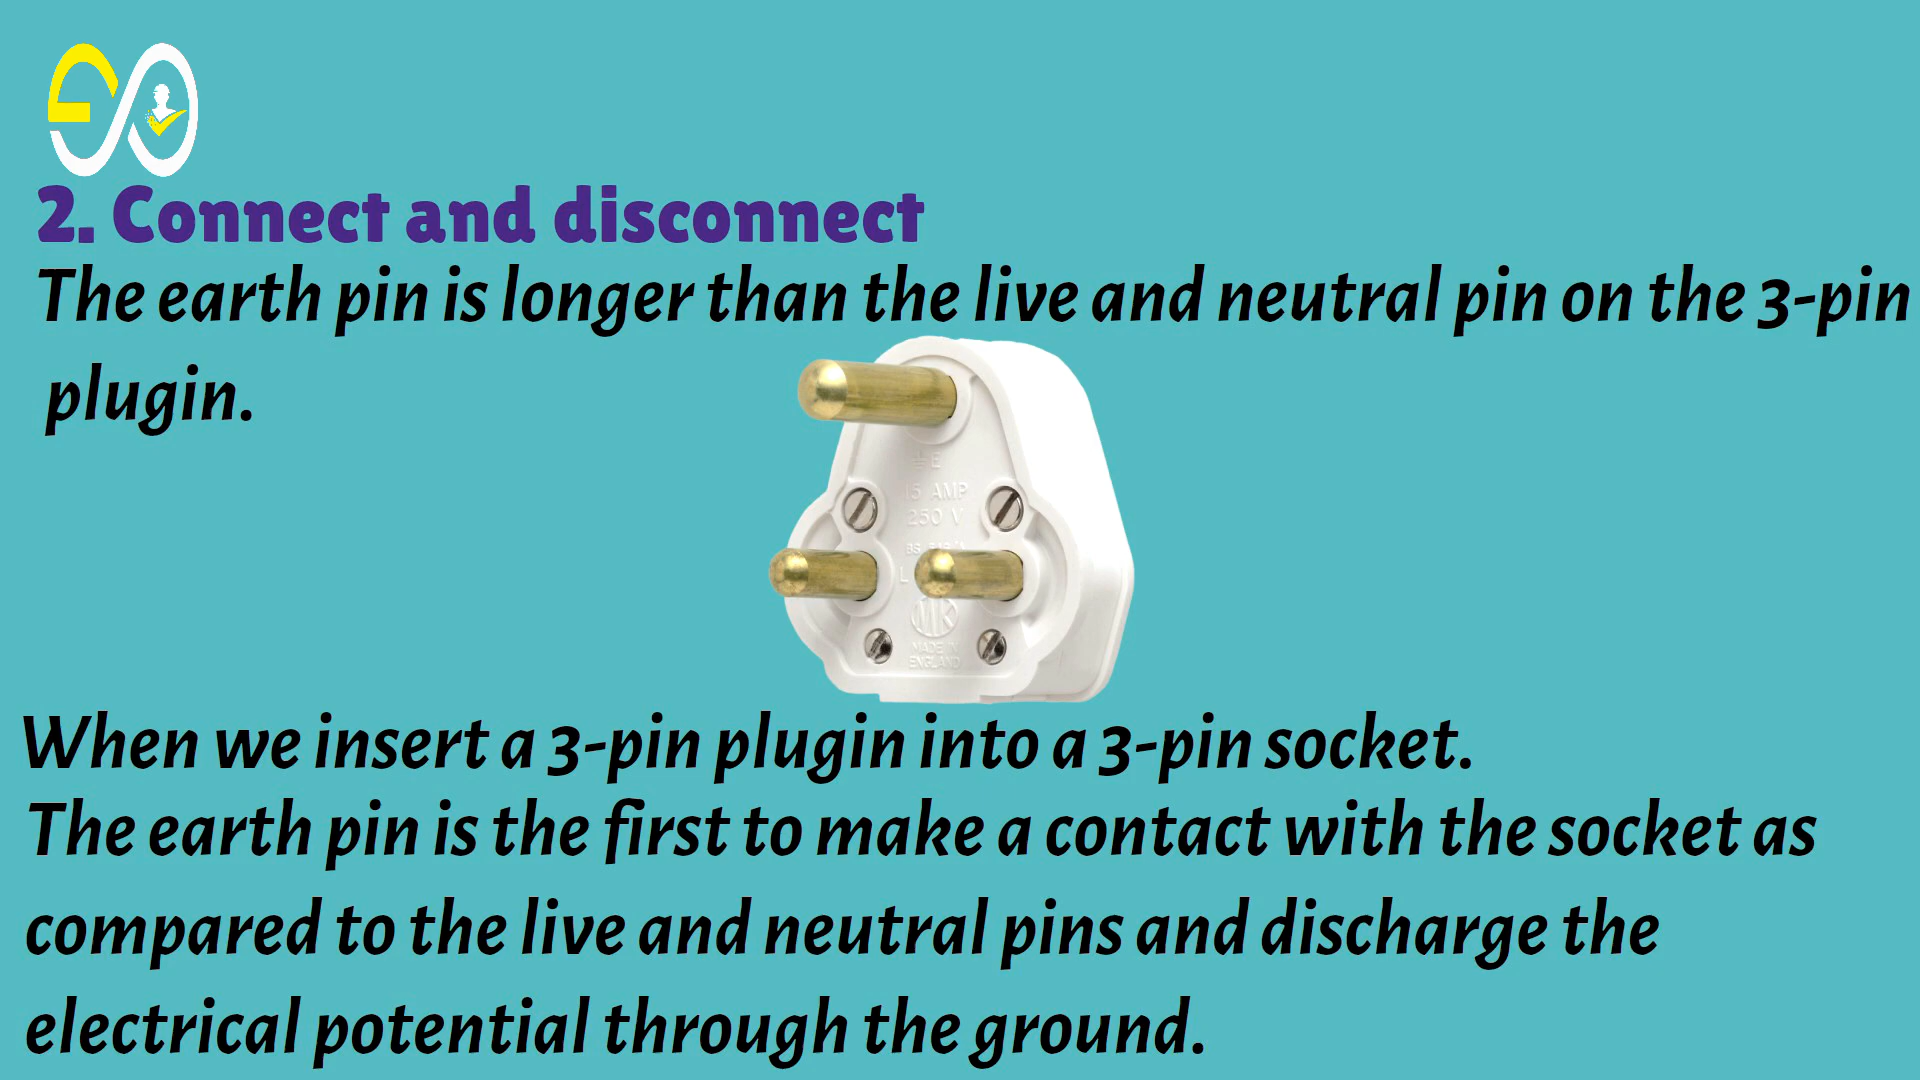 2. Connect and disconnect
The earth pin is longer than the live and neutral pin on the 3-pin
plugin.
E
15 AMP
250 V
L
MK
MADE IN
ENGLAND
When we insert a 3-pin plugin into a 3-pin socket.
The earth pin is the first to make a contact with the socket as
compared to the live and neutral pins and discharge the
electrical potential through the ground.